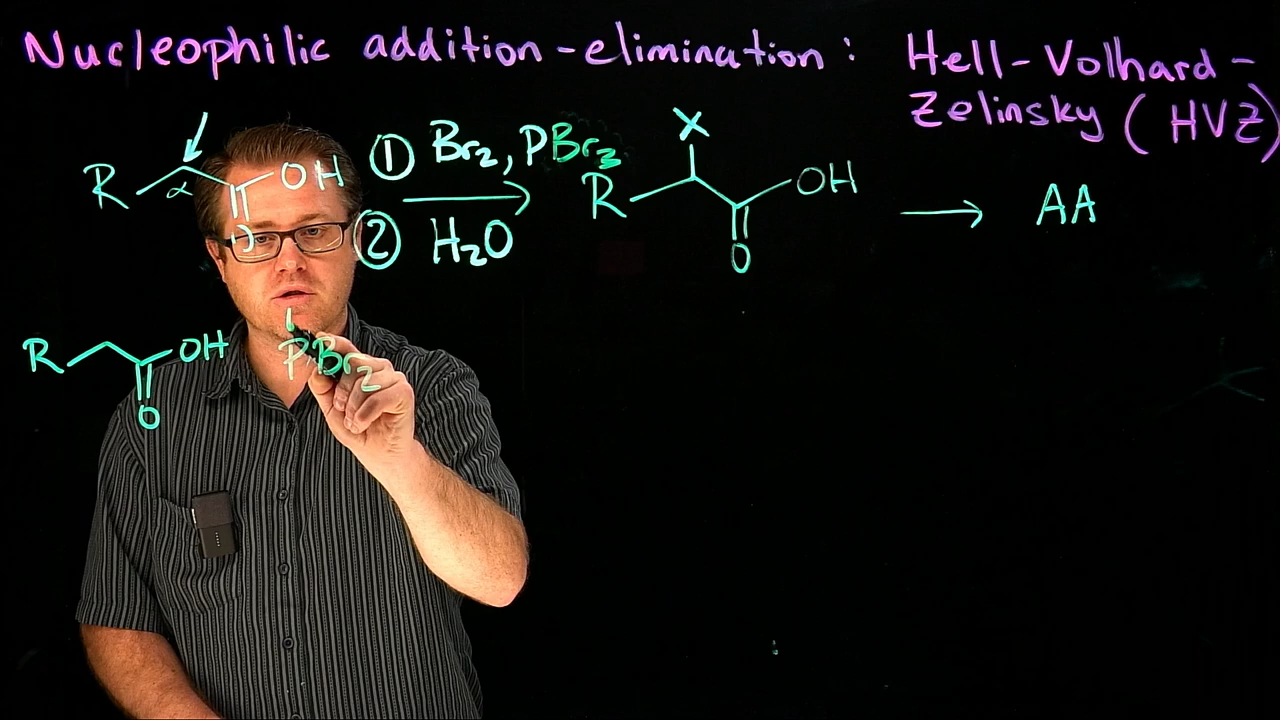 Nucleophilic addition-elimination: Hell-Volhard-
Zelinsky (HVZ)
R α OH O
① Br₂, PBr₃
② H₂O
X
R OH O
→ AA
R OH O
PBr₂